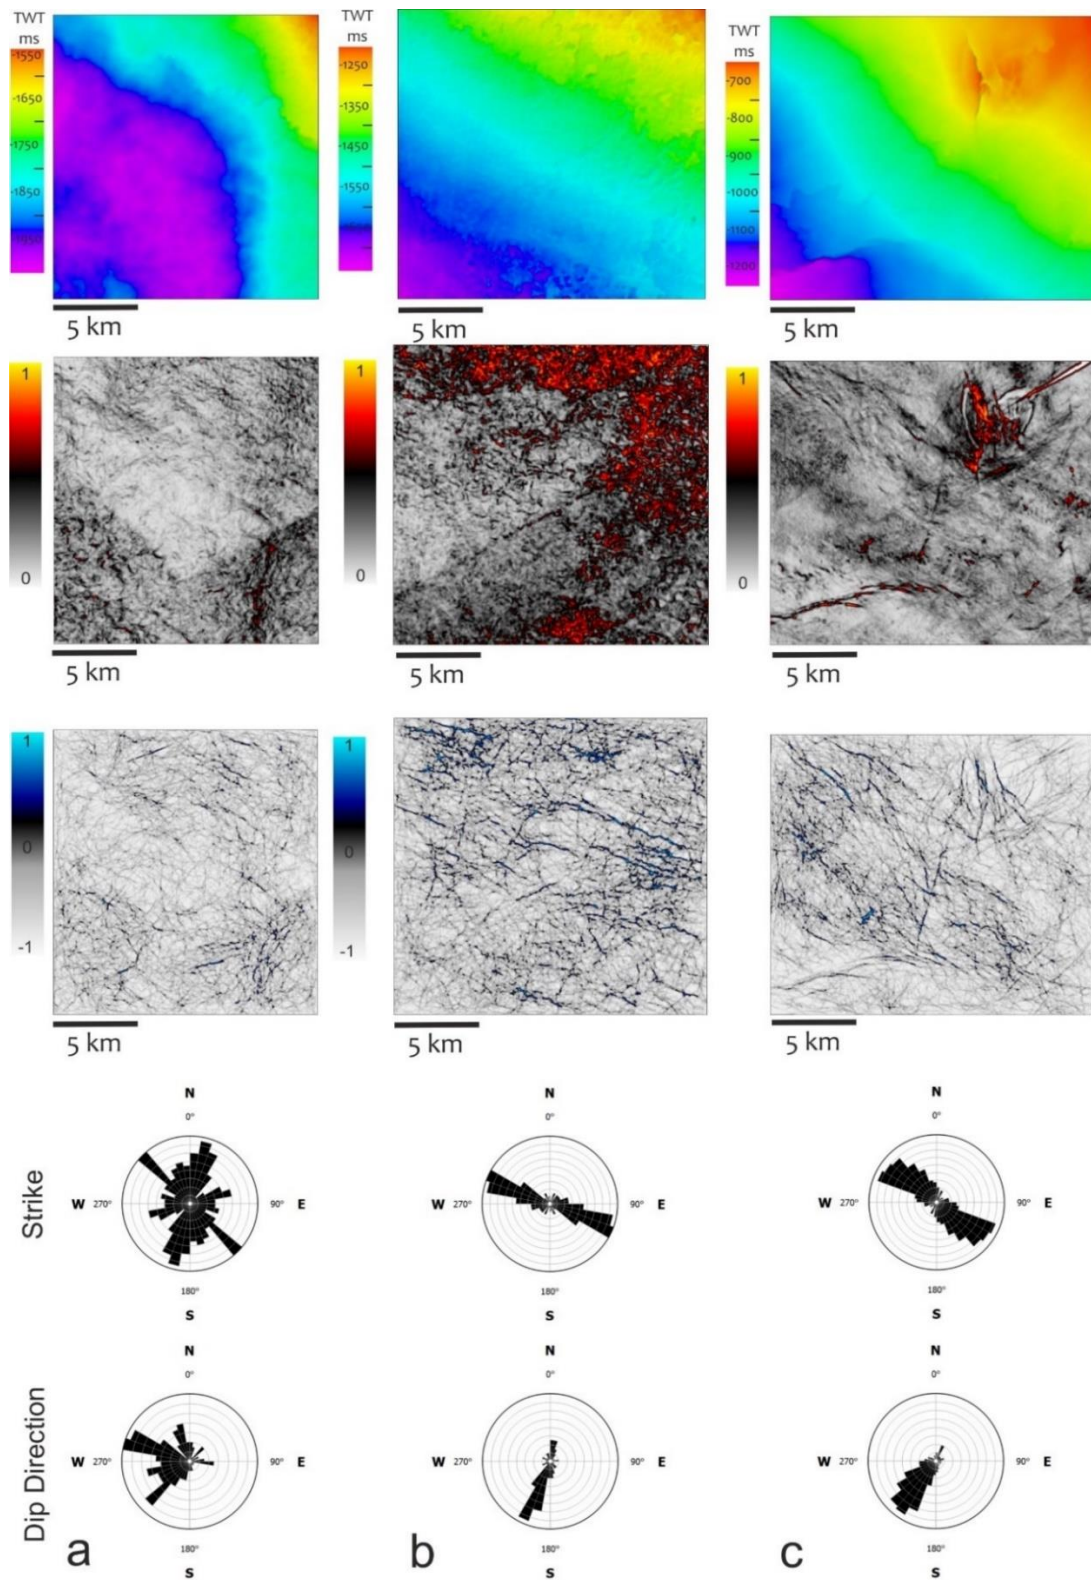 TWT
ms
-1550
-1650
-1750
-1850
-1950
5 km
TWT
ms
-1250
-1350
-1450
-1550
5 km
TWT
ms
-700
-800
-900
-1000
-1100
-1200
5 km
1
0
5 km
1
0
5 km
1
0
5 km
1
0
-1
5 km
1
0
-1
5 km
5 km
Strike
N
0°
W 270° 90° E
180°
S
N
0°
W 270° 90° E
180°
S
N
0°
W 270° 90° E
180°
S
Dip Direction
N
0°
W 270° 90° E
180°
S
N
0°
W 270° 90° E
180°
S
N
0°
W 270° 90° E
180°
S
a
b
c